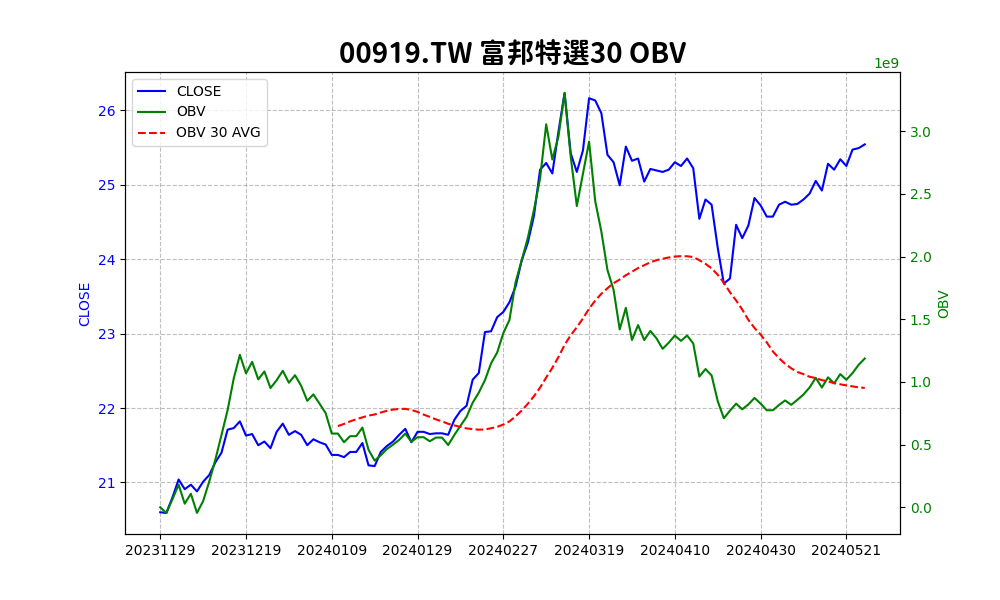 00919.TW 富邦特選30 OBV
1e9
CLOSE
OBV
OBV 30 AVG
26
25
24
23
22
21
CLOSE
3.0
2.5
2.0
1.5
1.0
0.5
0.0
OBV
20231129 20231219 20240109 20240129 20240227 20240319 20240410 20240430 20240521